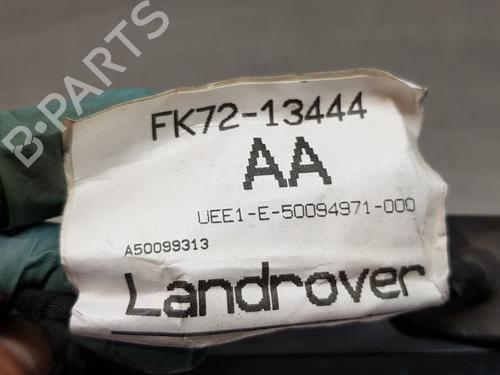 B-PARTS
FK72-13444
AA
UEE1-E-50094971-000
A50099313
Landrover